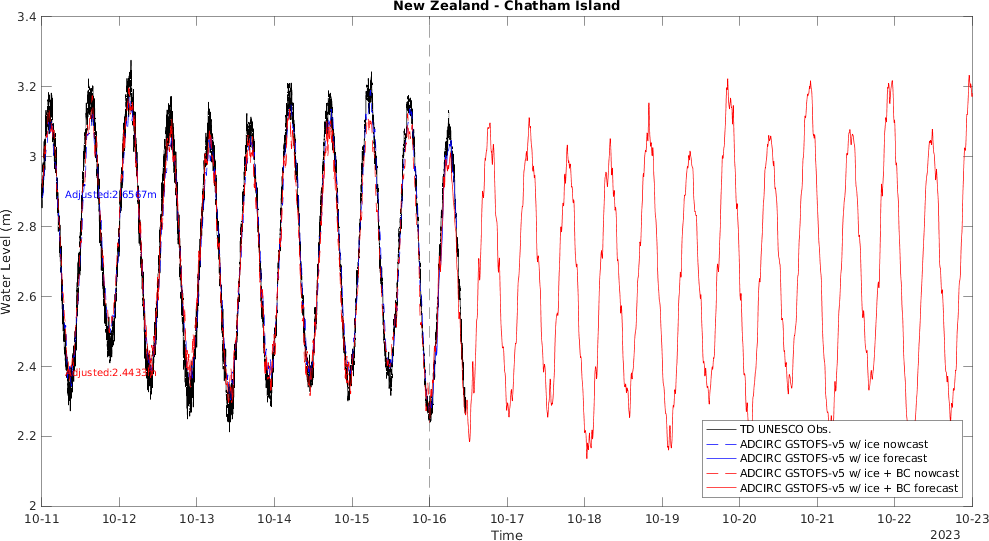 New Zealand - Chatham Island
3.4
3.2
3
2.8
2.6
2.4
2.2
2
Water Level (m)
Adjusted:2.6567m
Adjusted:2.4433m
TD UNESCO Obs.
ADCIRC GSTOFS-v5 w/ ice nowcast
ADCIRC GSTOFS-v5 w/ ice forecast
ADCIRC GSTOFS-v5 w/ ice + BC nowcast
ADCIRC GSTOFS-v5 w/ ice + BC forecast
10-11 10-12 10-13 10-14 10-15 10-16 10-17 10-18 10-19 10-20 10-21 10-22 10-23
Time
2023